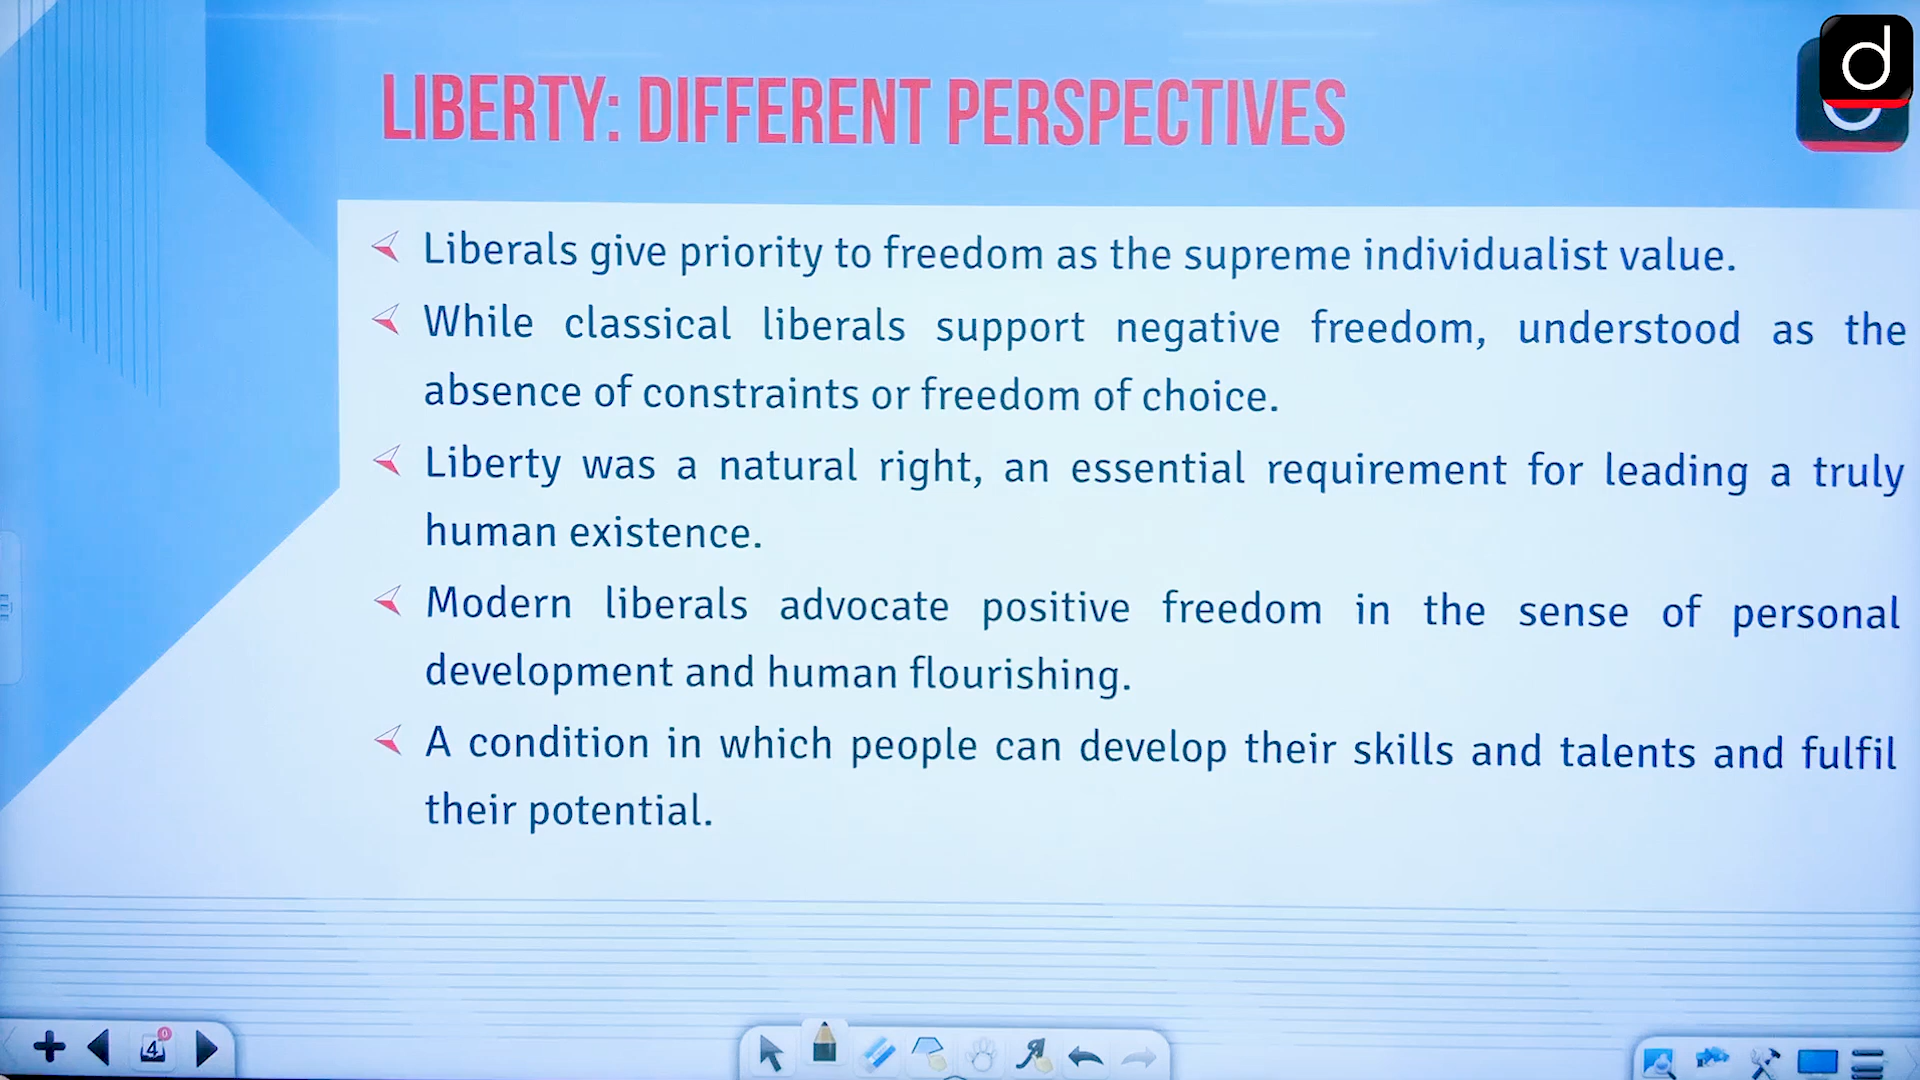 d
LIBERTY: DIFFERENT PERSPECTIVES
Liberals give priority to freedom as the supreme individualist value.
While classical liberals support negative freedom, understood as the
absence of constraints or freedom of choice.
Liberty was a natural right, an essential requirement for leading a truly
human existence.
Modern liberals advocate positive freedom in the sense of personal
development and human flourishing.
A condition in which people can develop their skills and talents and fulfil
their potential.
4
0